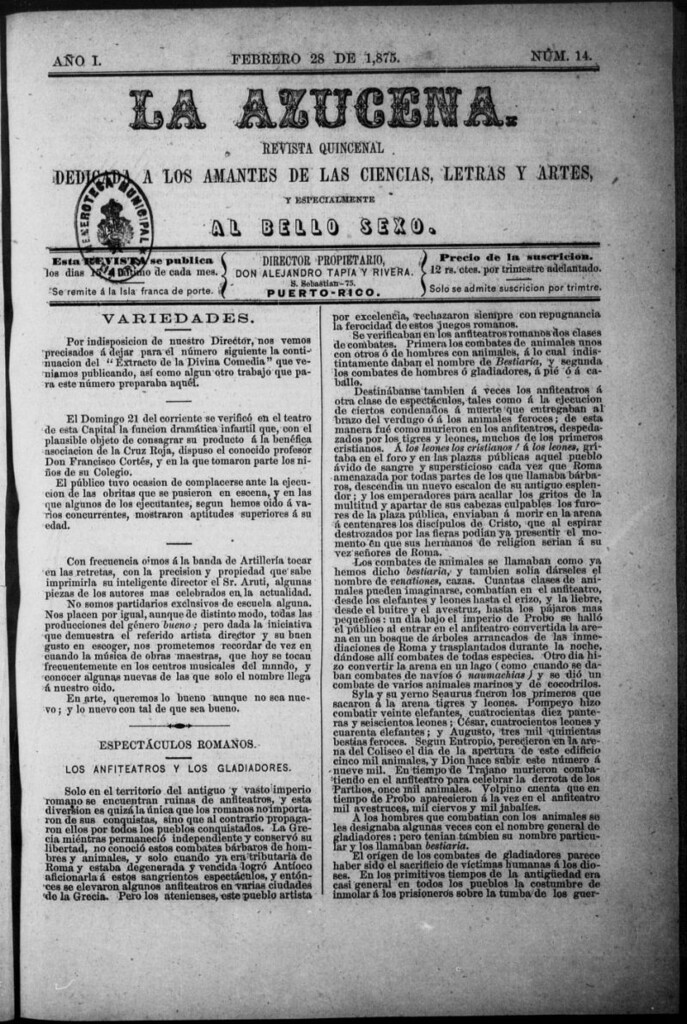 AÑO I.
FEBRERO 28 DE 1,875.
NÚM. 14.
LA AZUCENA.
REVISTA QUINCENAL
DEDICADA A LOS AMANTES DE LAS CIENCIAS, LETRAS Y ARTES,
Y ESPECIALMENTE
AL BELLO SEXO.
HEMEROTECA MUNICIPAL
Esta REVISTA se publica
los dias 15 y último de cada mes.
Se remite á la Isla franca de porte.
DIRECTOR PROPIETARIO,
DON ALEJANDRO TAPIA Y RIVERA.
S. Sebastian-75.
PUERTO-RICO.
Precio de la suscricion.
12 rs. ctes. por trimestre adelantado.
Solo se admite suscricion por trimtre.
VARIEDADES.
Por indisposicion de nuestro Director, nos vemos
precisados á dejar para el número siguiente la conti-
nuacion del "Extracto de la Divina Comedia" que ve-
niamos publicando, así como algun otro trabajo que pa-
ra este número preparaba aquél.
El Domingo 21 del corriente se verificó en el teatro
de esta Capital la funcion dramática infantil que, con
el plausible objeto de consagrar su producto á la benéfica
asociacion de la Cruz Roja, dispuso el conocido profesor
Don Francisco Cortés, y en la que tomaron parte los ni-
ños de su Colegio.
El público tuvo ocasion de complacerse ante la ejecu-
cion de las obritas que se pusieron en escena, y en las
que algunos de los ejecutantes, segun hemos oido á va-
rios concurrentes, mostraron aptitudes superiores á su
edad.
Con frecuencia oimos á la banda de Artillería tocar
en las retretas, con la precision y propiedad que sabe
imprimirla su inteligente director el Sr. Aruti, algunas
piezas de los autores mas celebrados en la actualidad.
No somos partidarios exclusivos de escuela alguna.
Nos placen por igual, aunque de distinto modo, todas las
producciones del género bueno; pero dada la iniciativa
que demuestra el referido artista director y su buen
gusto en escoger, nos prometemos recordar de vez en
cuando la música de obras maestras, que hoy se tocan
frecuentemente en los centros musicales del mundo, y
conocer algunas nuevas de las que solo el nombre llega
á nuestro oido.
En arte, queremos lo bueno aunque no sea nue-
vo; y lo nuevo con tal de que sea bueno.
ESPECTÁCULOS ROMANOS.
LOS ANFITEATROS Y LOS GLADIADORES.
Solo en el territorio del antiguo y vasto imperio
romano se encuentran ruinas de anfiteatros, y esta
diversion es quizá la única que los romanos no importa-
ron de sus conquistas, sino que al contrario propaga-
ron ellos por todos los pueblos conquistados. La Gre-
cia miéntras permaneció independiente y conservó su
libertad, no conoció estos combates bárbaros de hom-
bres y animales, y solo cuando ya era tributaria de
Roma y estaba degenerada y vencida logró Antíoco
aficionarla á estos sangrientos espectáculos, y entón-
ces se elevaron algunos anfiteatros en varias ciudades
de la Grecia. Pero los atenienses, este pueblo artista
por excelencia, rechazaron siempre con repugnancia
la ferocidad de estos juegos romanos.
Se verificaban en los anfiteatros romanos dos clases
de combates. Primera los combates de animales unos
con otros ó de hombres con animales, á lo cual indis-
tintamente daban el nombre de Bestiaría, y segunda
los combates de hombres ó gladiadores, á pié ó á ca-
ballo.
Destinábanse tambien á veces los anfiteatros á
otra clase de espectáculos, tales como á la ejecucion
de ciertos condenados á muerte que entregaban al
brazo del verdugo ó á los animales feroces; de esta
manera fué como murieron en los anfiteatros, despeda-
zados por los tigres y leones, muchos de los primeros
cristianos. A los leones los cristianos! á los leones, gri-
taba en el foro y en las plazas públicas aquel pueblo
ávido de sangre y supersticioso cada vez que Roma
amenazada por todas partes de los que llamaba bárba-
ros, descendia un nuevo escalon de su antiguo esplen-
dor; y los emperadores para acallar los gritos de la
multitud y apartar de sus cabezas culpables los furo-
res de la plaza pública, enviaban á morir en la arena
á centenares los discípulos de Cristo, que al espirar
destrozados por las fieras podian ya presentir el mo-
mento en que sus hermanos de religion serian á su
vez señores de Roma.
Los combates de animales se llamaban como ya
hemos dicho bestiaria, y tambien solia dárseles el
nombre de venationes, cazas. Cuantas clases de ani-
males pueden imaginarse, combatian en el anfiteatro,
desde los elefantes y leones hasta el erizo, y la liebre,
desde el buitre y el avestruz, hasta los pájaros mas
pequeños: un dia bajo el imperio de Probo se halló
el público al entrar en el anfiteatro convertida la are-
na en un bosque de árboles arrancados de las inme-
diaciones de Roma y trasplantados durante la noche,
dándose allí combates de todas especies. Otro dia hi-
zo convertir la arena en un lago (como cuando se da-
ban combates de navíos ó naumachias) y se dió un
combate de varios animales marinos y de cocodrilos.
Syla y su yerno Scaurus fueron los primeros que
sacaron á la arena tigres y leones. Pompeyo hizo
combatir veinte elefantes, cuatrocientas diez pante-
ras y seiscientos leones; César, cuatrocientos leones y
cuarenta elefantes; y Augusto, tres mil quinientas
bestias feroces. Segun Entropio, perecieron en la are-
na del Coliseo el dia de la apertura de este edificio
cinco mil animales, y Dion hace subir este número á
nueve mil. En tiempo de Trajano murieron comba-
tiendo en el anfiteatro para celebrar la derrota de los
Parthos, once mil animales. Volpino cuenta que en
tiempo de Probo aparecieron á la vez en el anfiteatro
mil avestruces, mil ciervos y mil jabalíes.
A los hombres que combatian con los animales se
les designaba algunas veces con el nombre general de
gladiadores; pero tenian tambien su nombre particu-
lar y los llamaban bestiaria.
El orígen de los combates de gladiadores parece
haber sido el sacrificio de víctimas humanas á los dio-
ses. En los primitivos tiempos de la antigüedad era
casi general en todos los pueblos la costumbre de
inmolar á los prisioneros sobre la tumba de los guer-